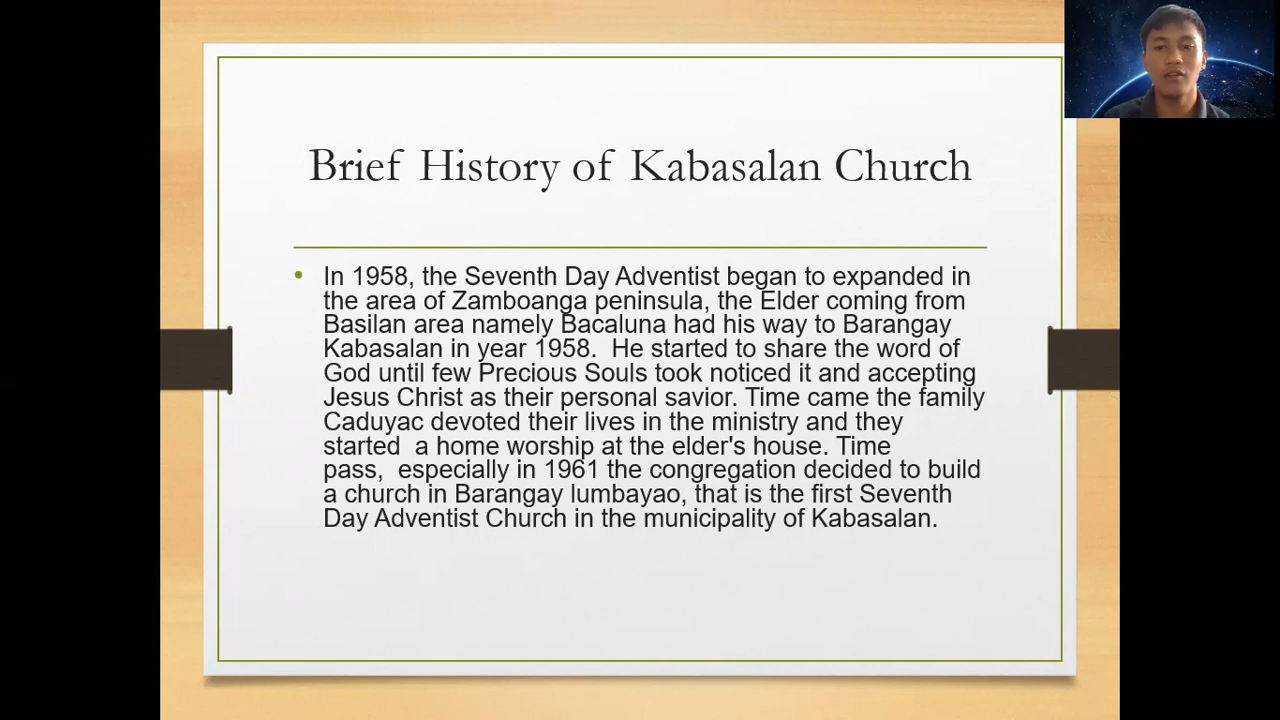 Brief History of Kabasalan Church
• In 1958, the Seventh Day Adventist began to expanded in
the area of Zamboanga peninsula, the Elder coming from
Basilan area namely Bacaluna had his way to Barangay
Kabasalan in year 1958.  He started to share the word of
God until few Precious Souls took noticed it and accepting
Jesus Christ as their personal savior. Time came the family
Caduyac devoted their lives in the ministry and they
started  a home worship at the elder's house. Time
pass,  especially in 1961 the congregation decided to build
a church in Barangay lumbayao, that is the first Seventh
Day Adventist Church in the municipality of Kabasalan.